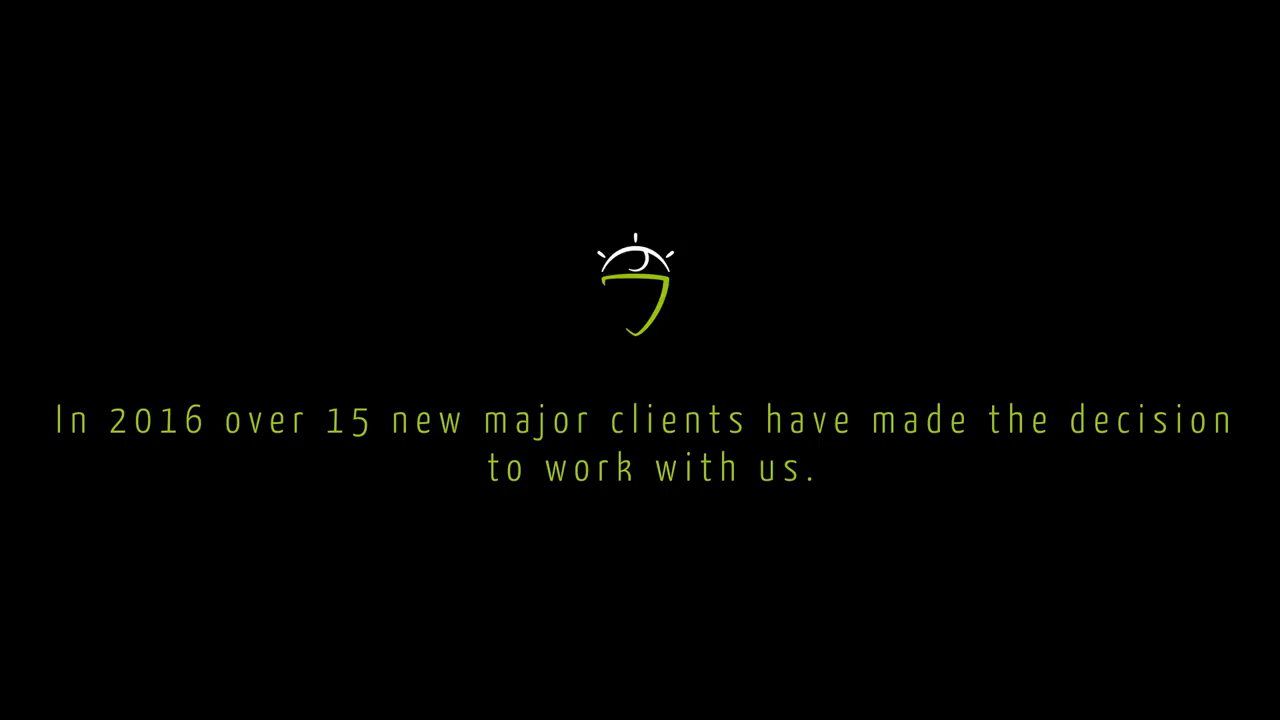 In 2016 over 15 new major clients have made the decision
to work with us.